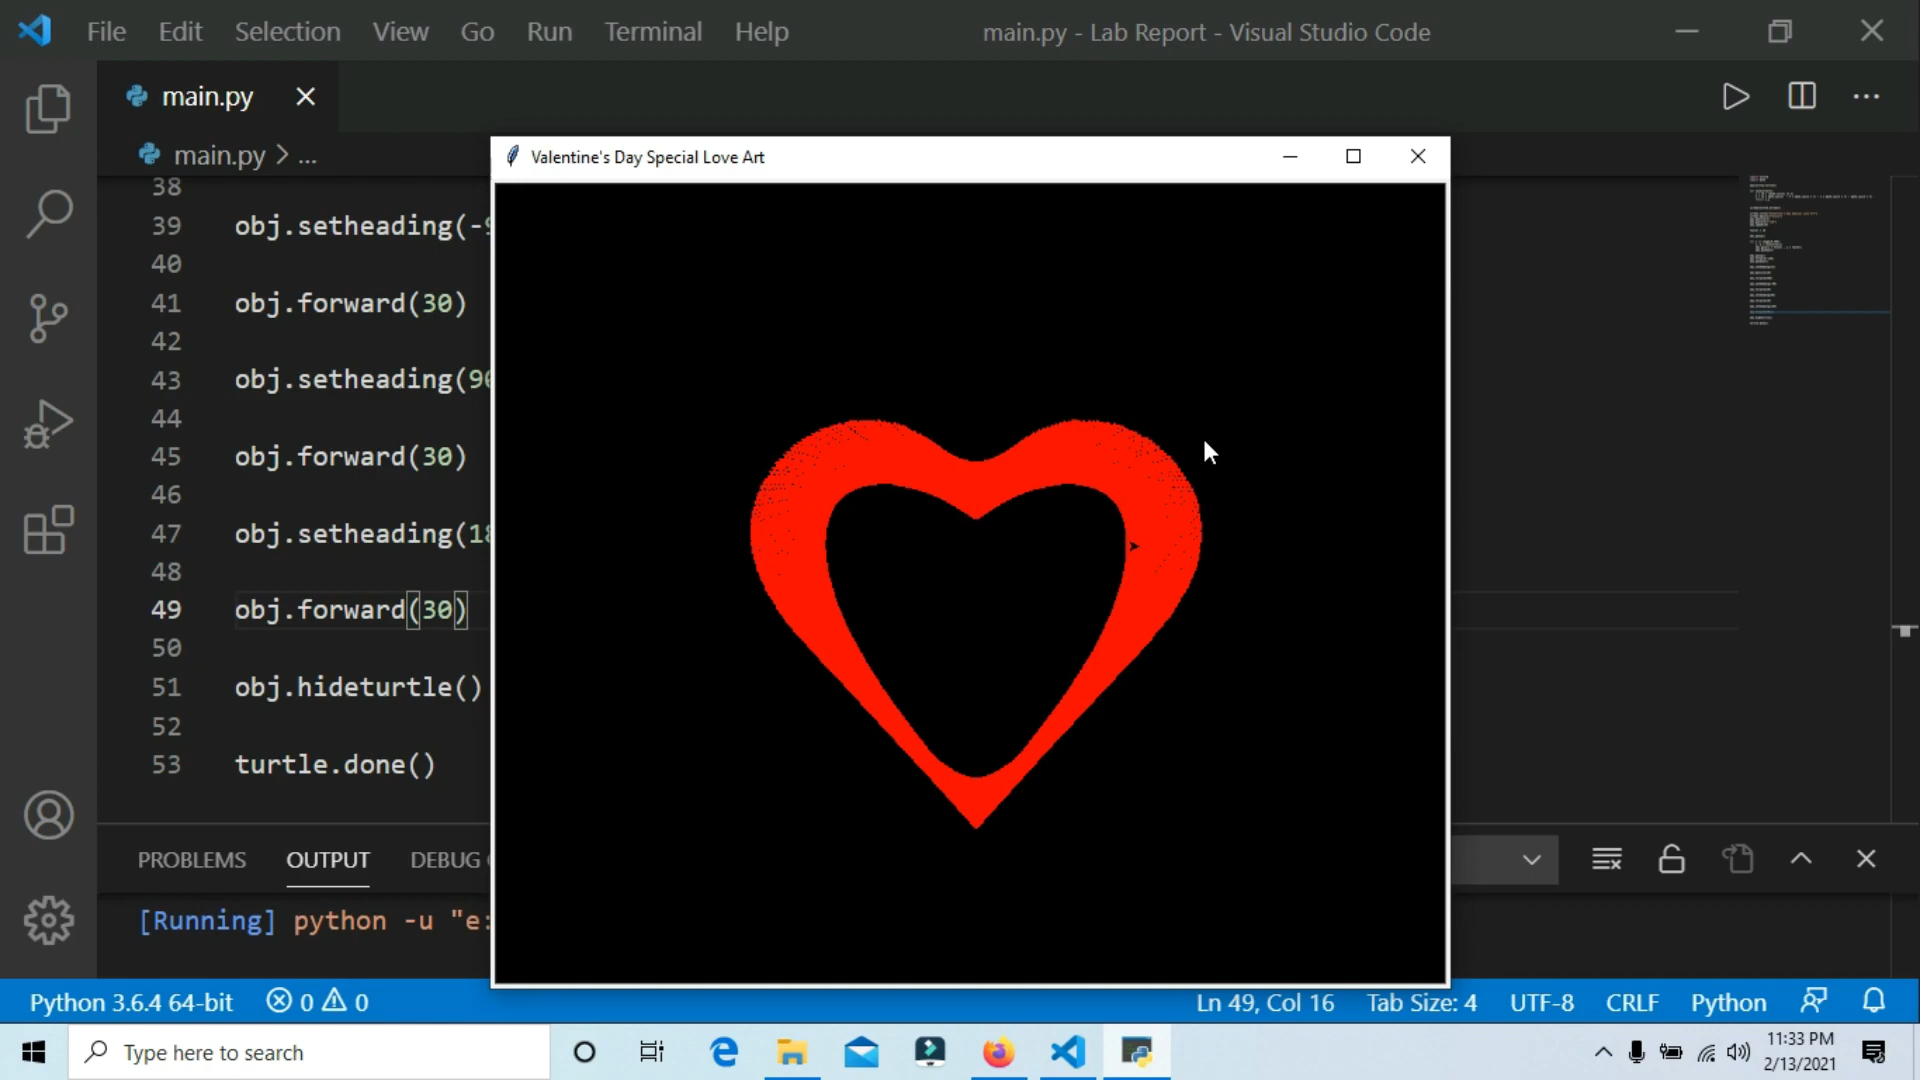 File Edit Selection View Go Run Terminal Help main.py - Lab Report - Visual Studio Code
main.py
main.py > ...
Valentine's Day Special Love Art
38
39 obj.setheading(-9
40
41 obj.forward(30)
42
43 obj.setheading(90
44
45 obj.forward(30)
46
47 obj.setheading(18
48
49 obj.forward(30)
50
51 obj.hideturtle()
52
53 turtle.done()
PROBLEMS OUTPUT DEBUG
[Running] python -u "e:
Python 3.6.4 64-bit 0 0 Ln 49, Col 16 Tab Size: 4 UTF-8 CRLF Python
Type here to search
11:33 PM
2/13/2021